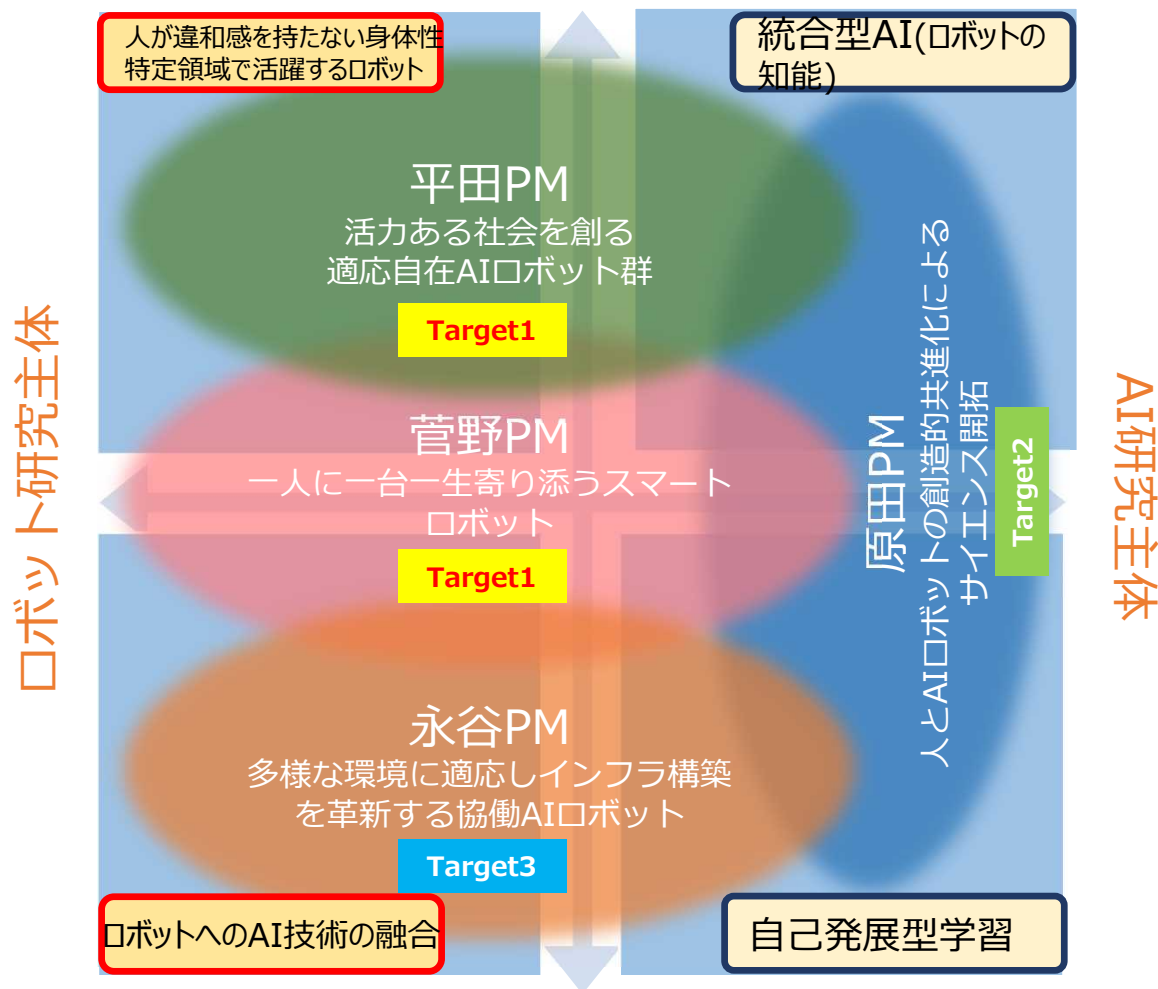 人が違和感を持たない身体性
特定領域で活躍するロボット
統合型AI(ロボットの
知能)
平田PM
活力ある社会を創る
適応自在AIロボット群
Target1
菅野PM
一人に一台一生寄り添うスマート
ロボット
Target1
永谷PM
多様な環境に適応しインフラ構築
を革新する協働AIロボット
Target3
原田PM
人とAIロボットの創造的共進化による
サイエンス開拓
Target2
ロボット研究主体
AI研究主体
ロボットへのAI技術の融合
自己発展型学習